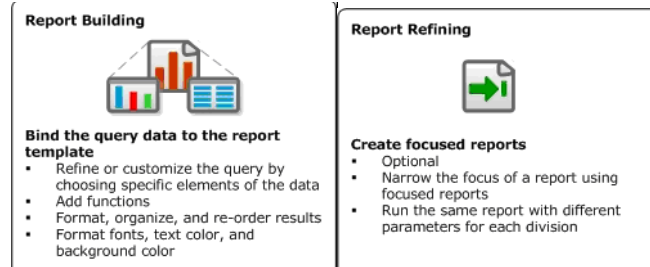 Report Building
Bind the query data to the report
template
▪ Refine or customize the query by
choosing specific elements of the data
▪ Add functions
▪ Format, organize, and re-order results
▪ Format fonts, text color, and
background color
Report Refining
Create focused reports
▪ Optional
▪ Narrow the focus of a report using
focused reports
▪ Run the same report with different
parameters for each division